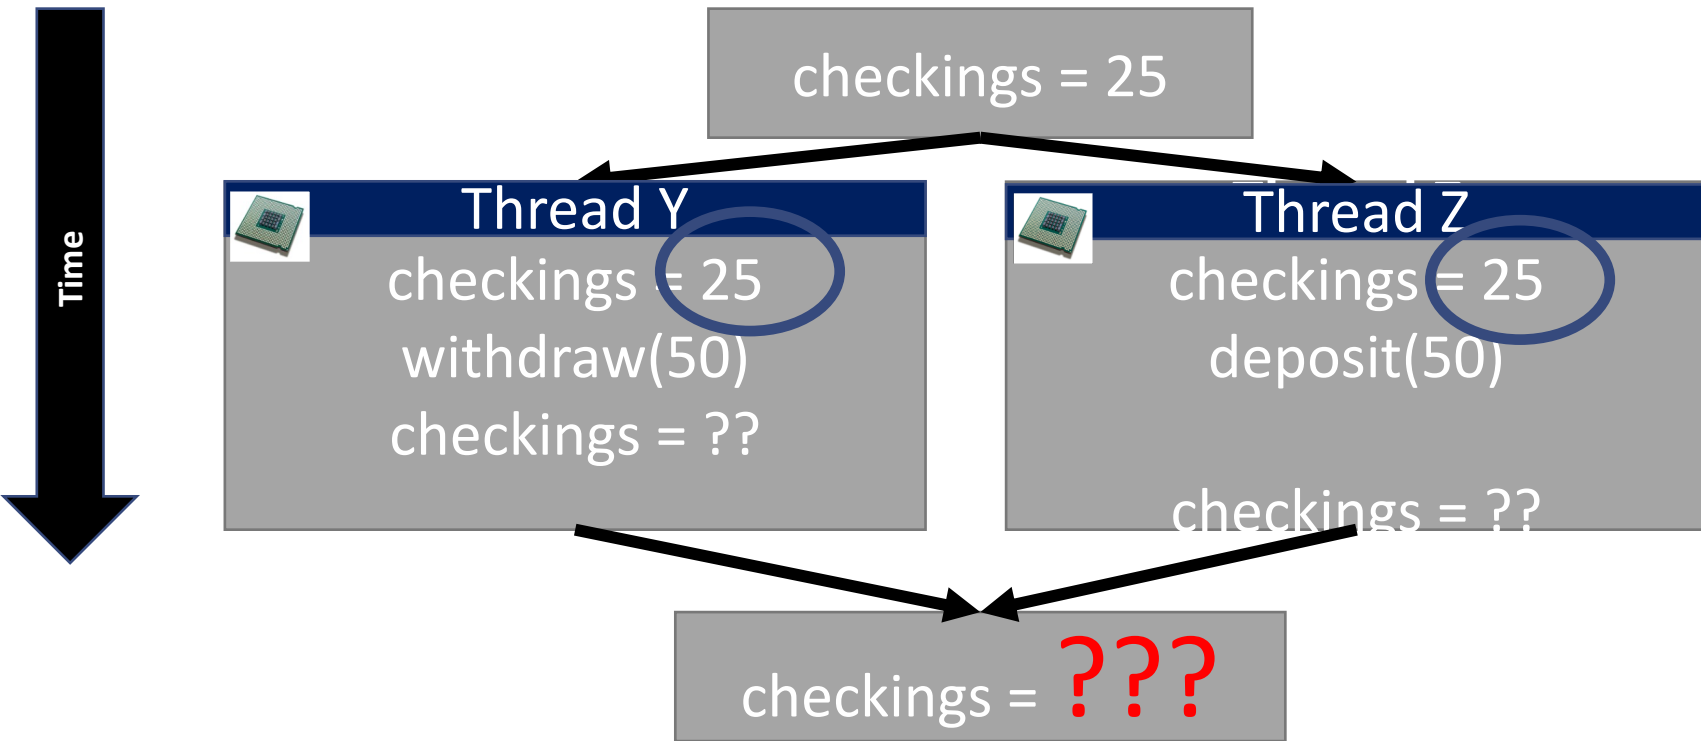 checkings = 25
Time
Thread Y
checkings = 25
withdraw(50)
checkings = ??
Thread Z
checkings = 25
deposit(50)
checkings = ??
checkings = ???